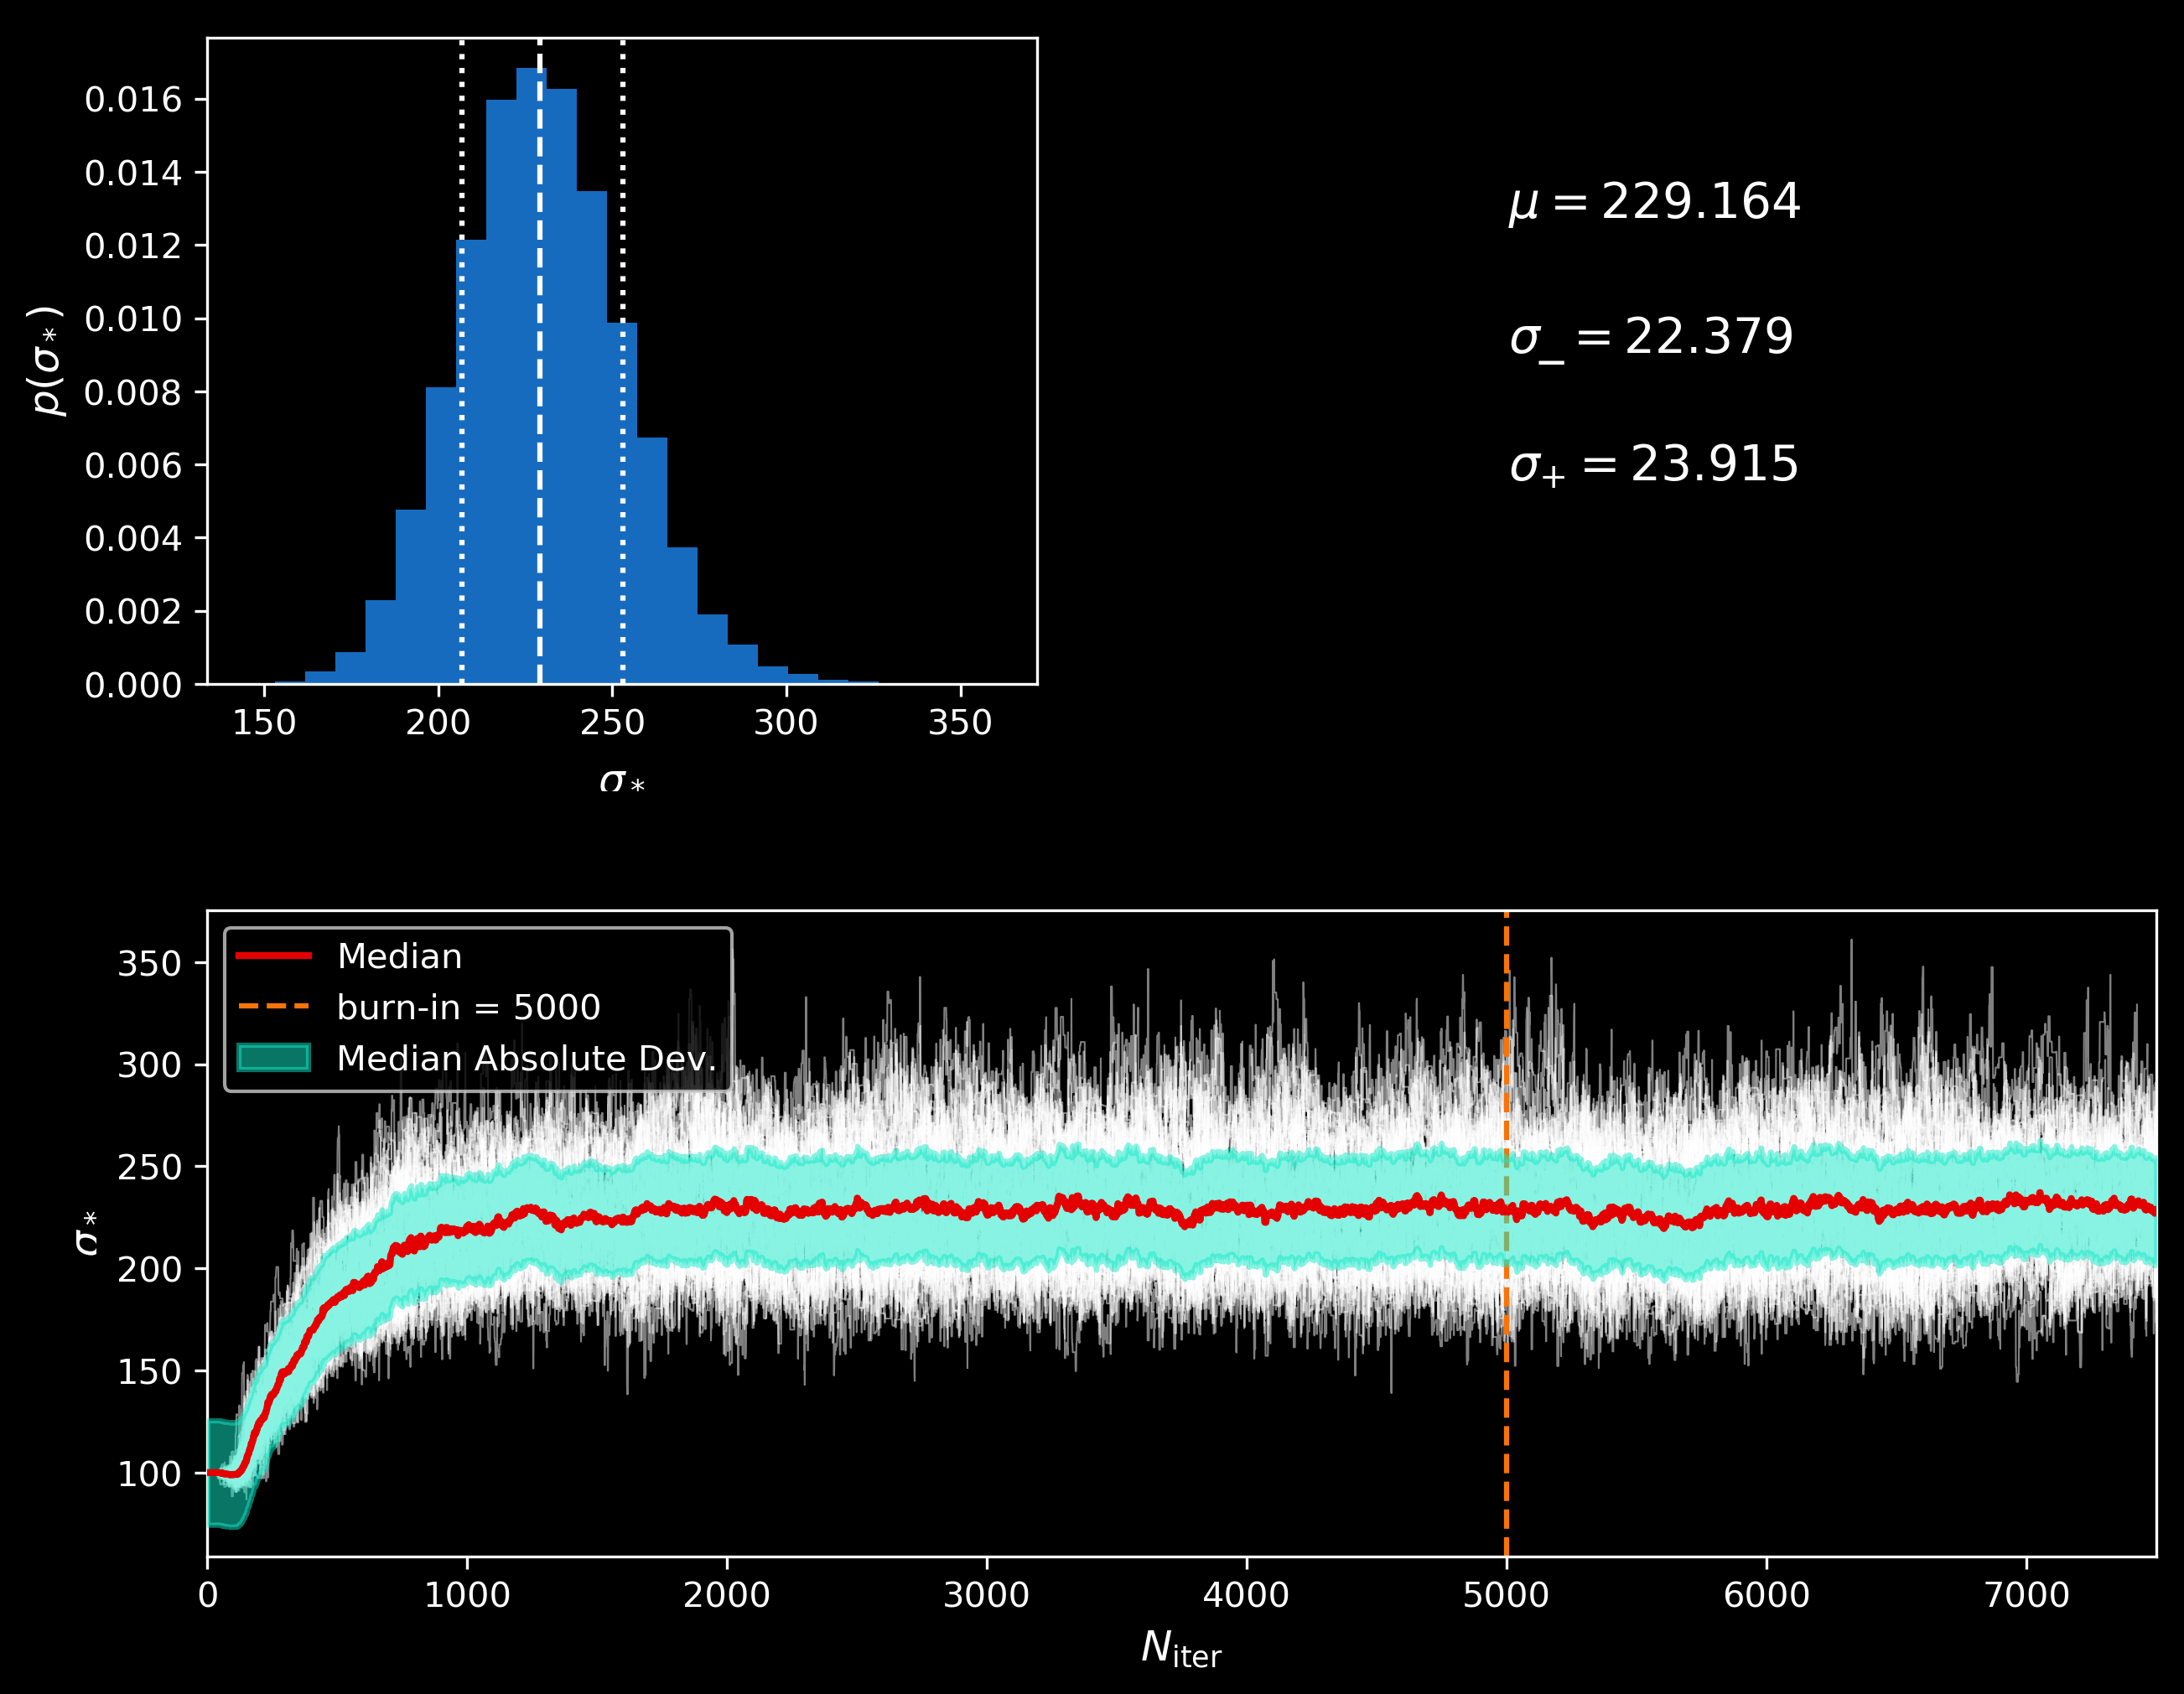 0.016
0.014
0.012
0.010
0.008
0.006
0.004
0.002
0.000
p(σ*)
150 200 250 300 350
σ*
μ = 229.164
σ_ = 22.379
σ+ = 23.915
Median
burn-in = 5000
Median Absolute Dev.
350
300
250
200
150
100
σ*
0 1000 2000 3000 4000 5000 6000 7000
Niter